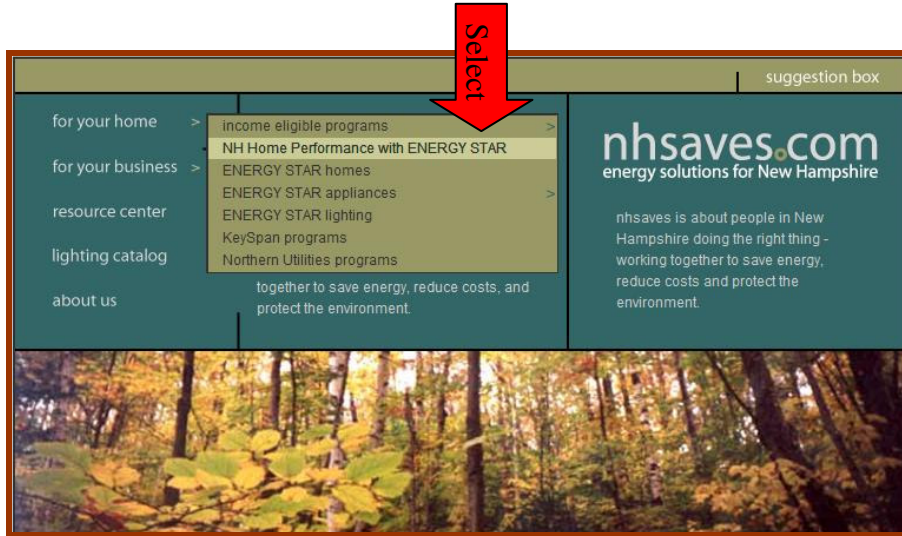 Select
suggestion box
for your home >
for your business >
resource center
lighting catalog
about us
income eligible programs >
NH Home Performance with ENERGY STAR
ENERGY STAR homes
ENERGY STAR appliances >
ENERGY STAR lighting
KeySpan programs
Northern Utilities programs
together to save energy, reduce costs, and
protect the environment.
nhsaves.com
energy solutions for New Hampshire
nhsaves is about people in New
Hampshire doing the right thing -
working together to save energy,
reduce costs and protect the
environment.